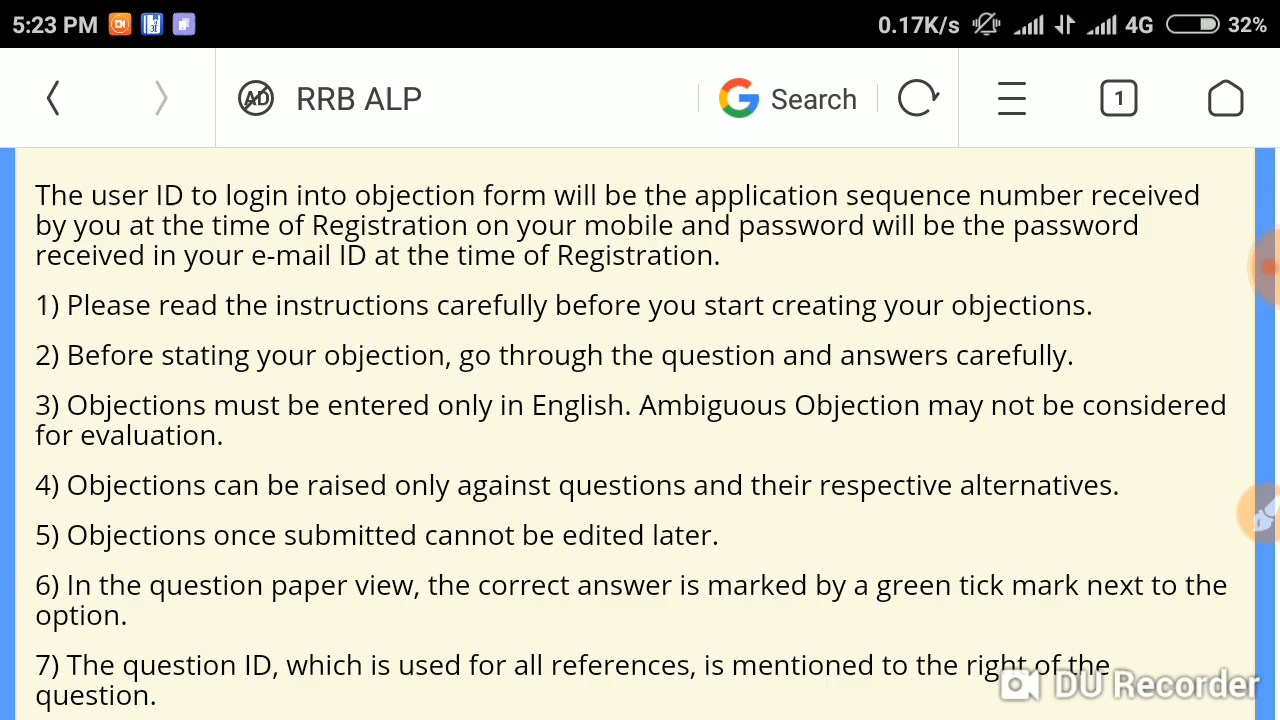 5:23 PM 31 0.17K/s 4G 32%
AD RRB ALP G Search 1
The user ID to login into objection form will be the application sequence number received
by you at the time of Registration on your mobile and password will be the password
received in your e-mail ID at the time of Registration.
1) Please read the instructions carefully before you start creating your objections.
2) Before stating your objection, go through the question and answers carefully.
3) Objections must be entered only in English. Ambiguous Objection may not be considered
for evaluation.
4) Objections can be raised only against questions and their respective alternatives.
5) Objections once submitted cannot be edited later.
6) In the question paper view, the correct answer is marked by a green tick mark next to the
option.
7) The question ID, which is used for all references, is mentioned to the right of the
question.
DU Recorder